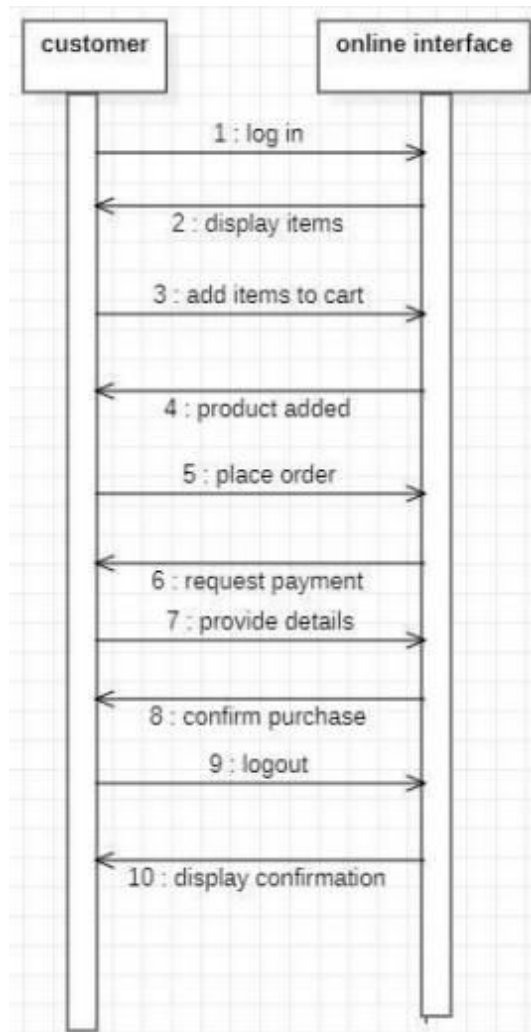 customer
online interface
1 : log in
2 : display items
3 : add items to cart
4 : product added
5 : place order
6 : request payment
7 : provide details
8 : confirm purchase
9 : logout
10 : display confirmation